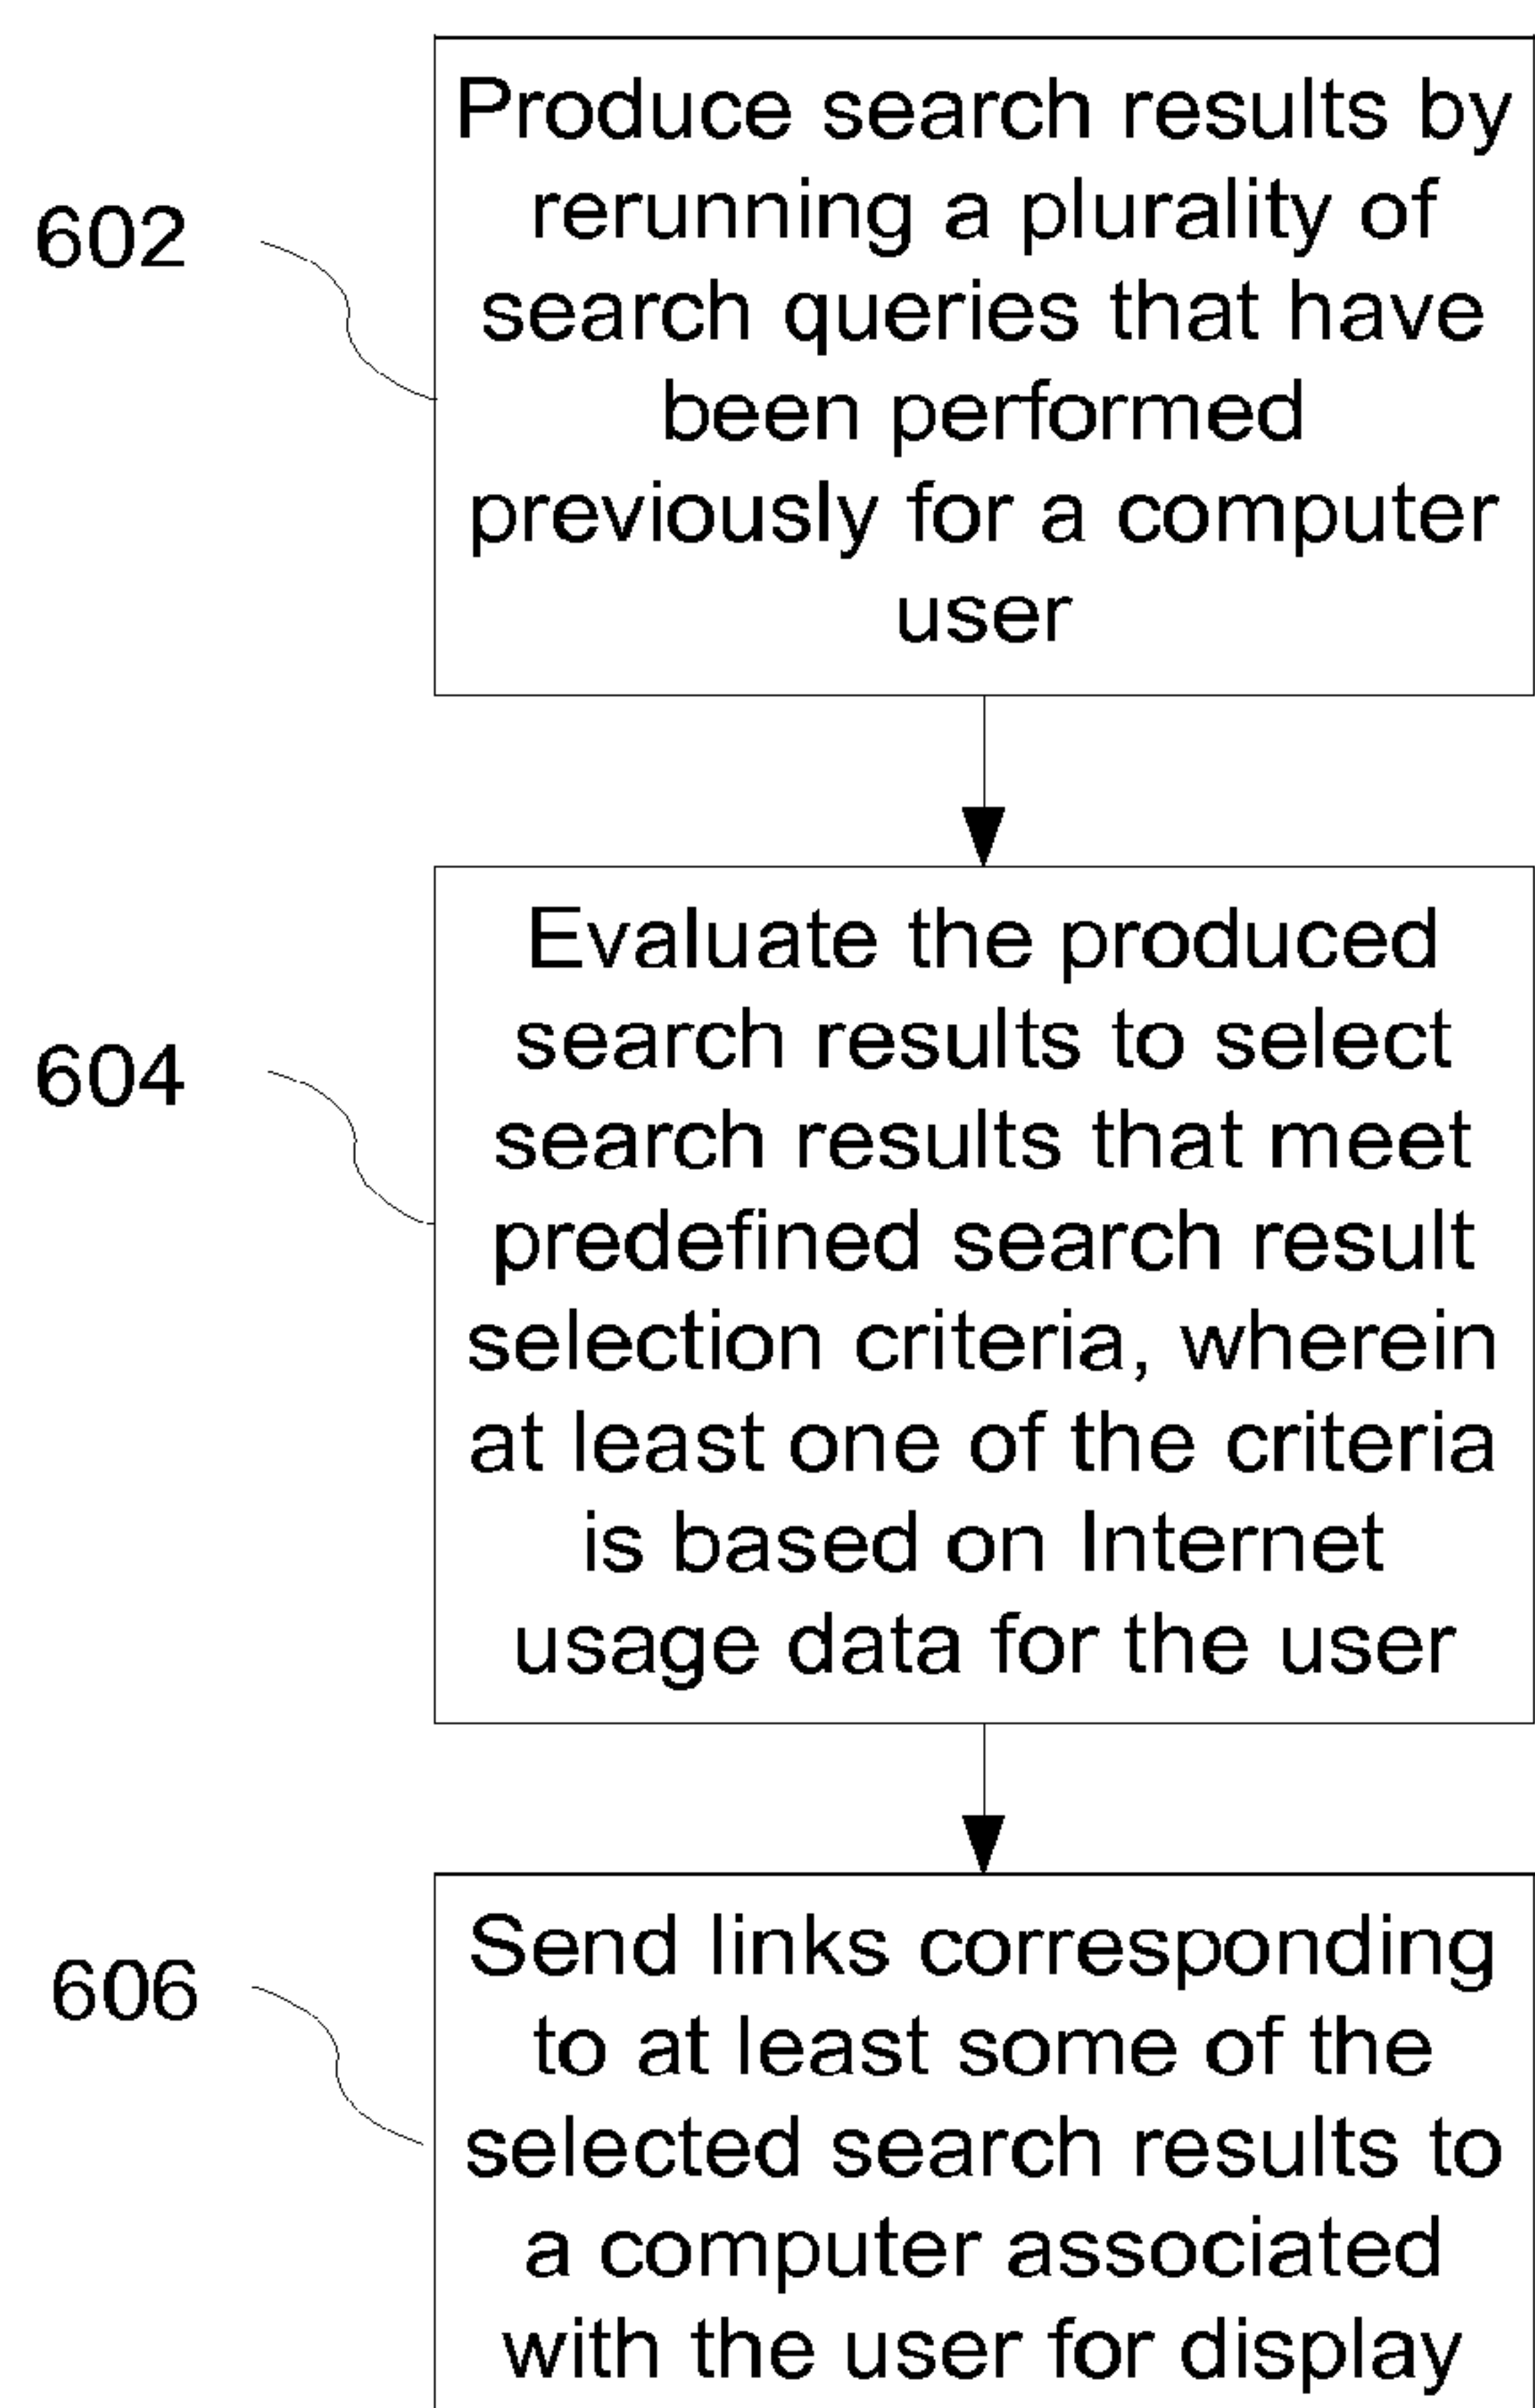 602
Produce search results by
rerunning a plurality of
search queries that have
been performed
previously for a computer
user
604
Evaluate the produced
search results to select
search results that meet
predefined search result
selection criteria, wherein
at least one of the criteria
is based on Internet
usage data for the user
606
Send links corresponding
to at least some of the
selected search results to
a computer associated
with the user for display